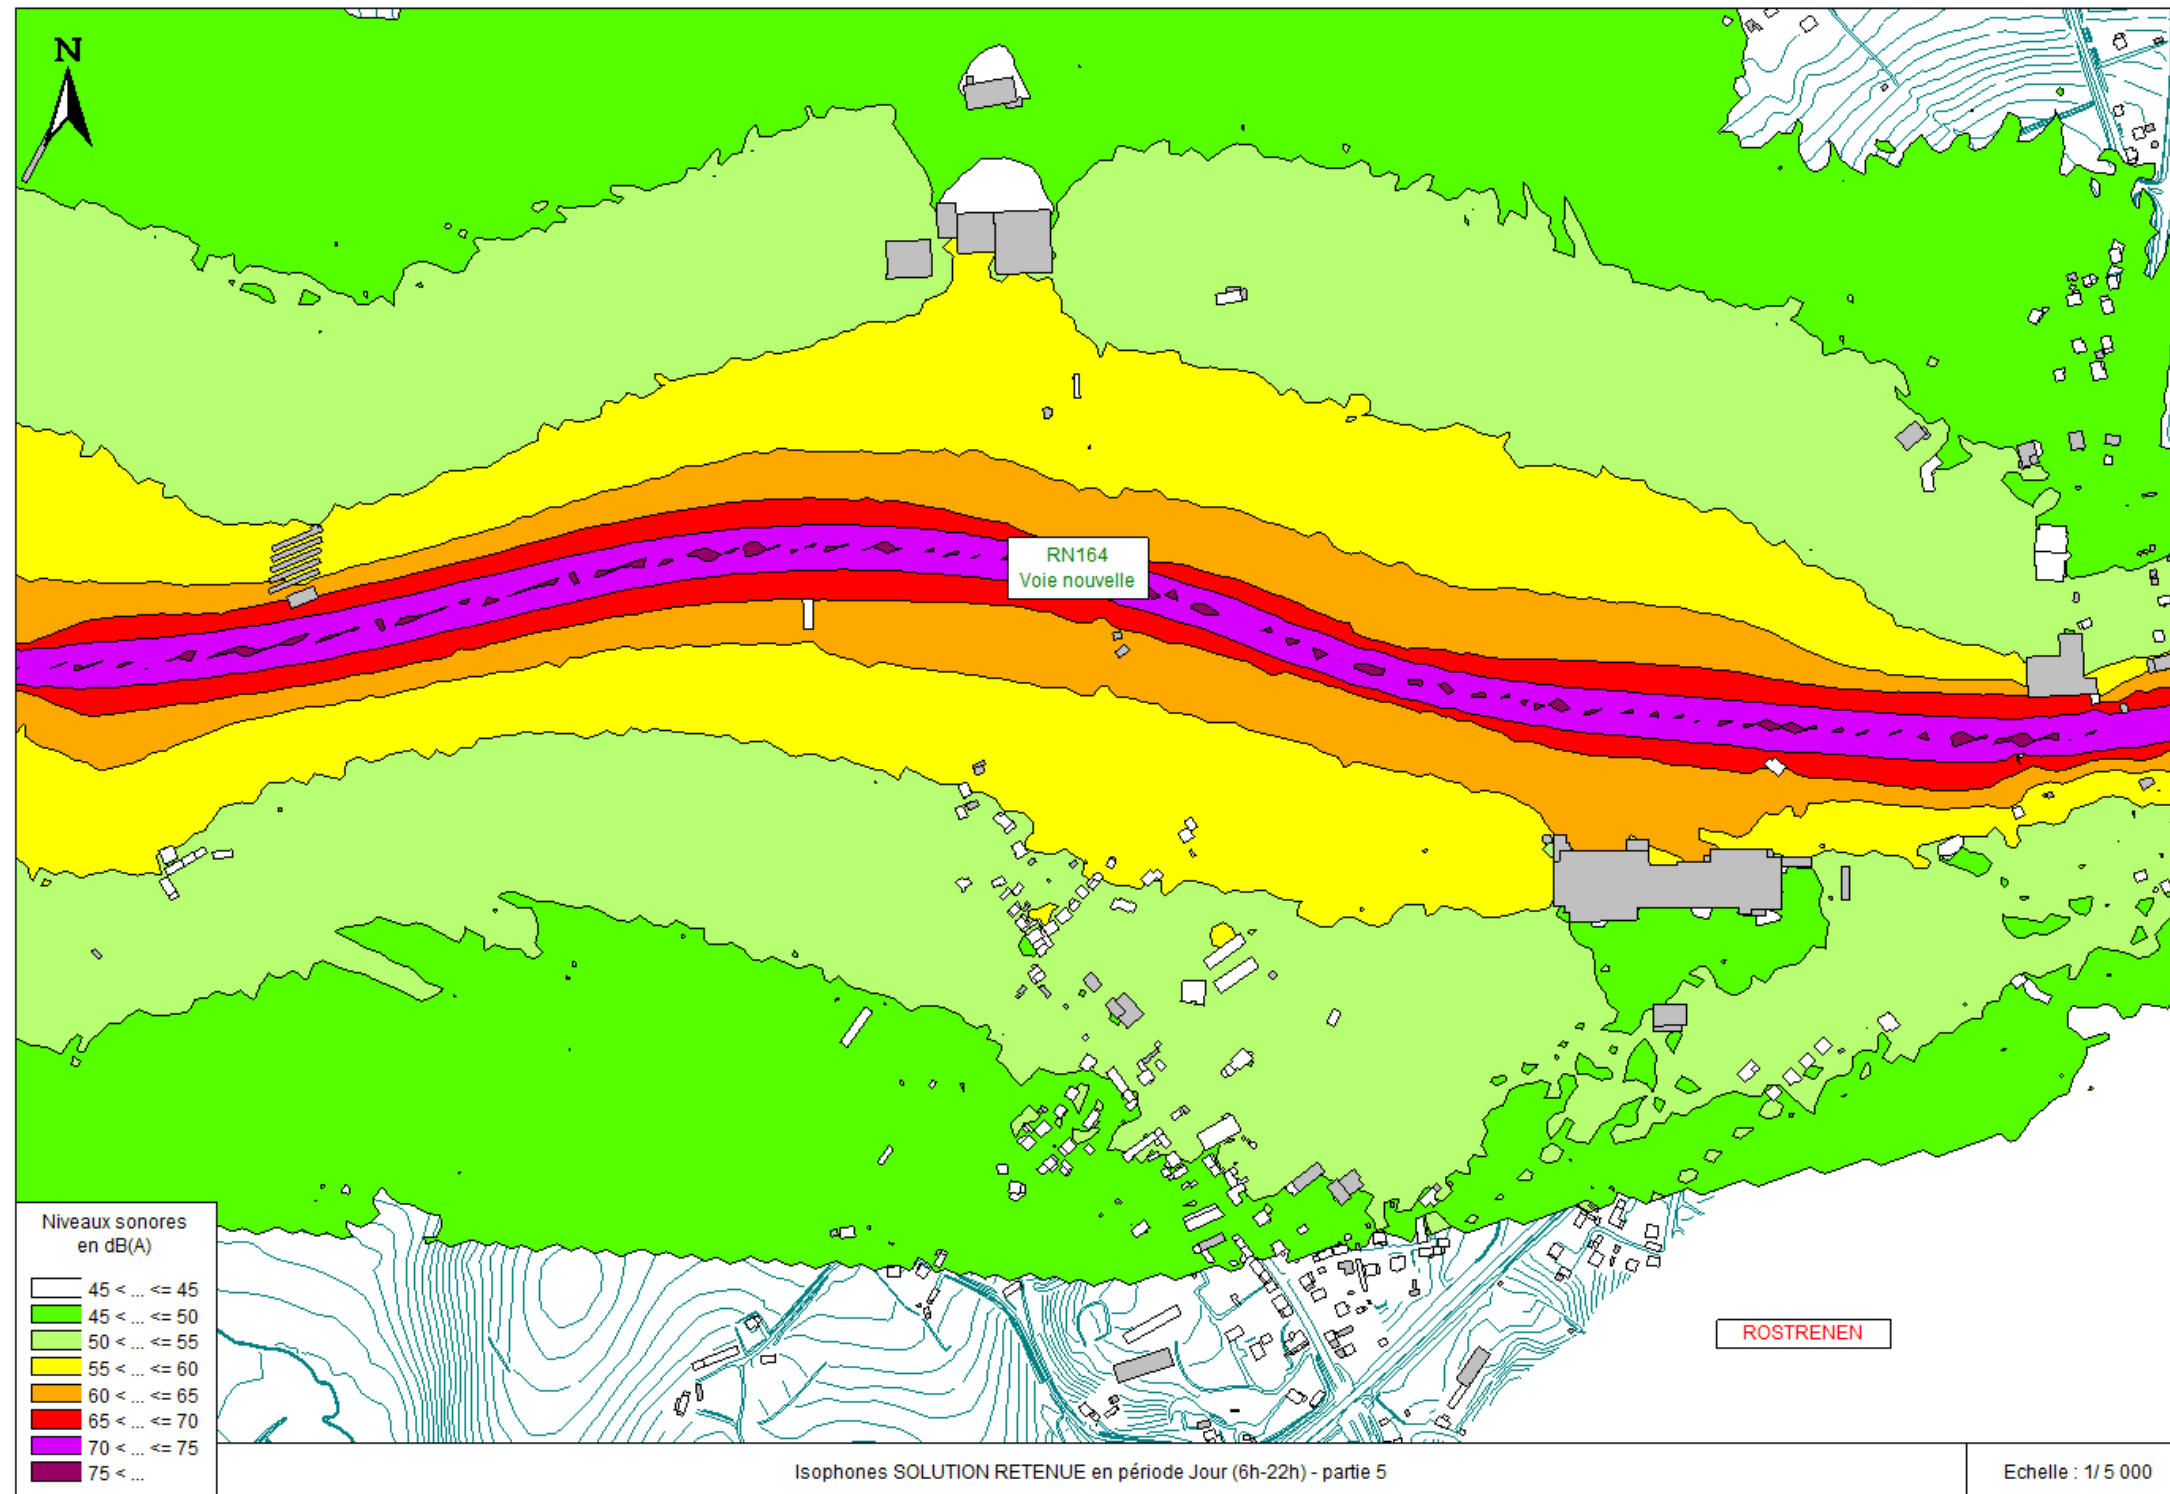 N
RN164
Voie nouvelle
ROSTRENEN
Niveaux sonores
en dB(A)
45 < ... <= 45
45 < ... <= 50
50 < ... <= 55
55 < ... <= 60
60 < ... <= 65
65 < ... <= 70
70 < ... <= 75
75 < ...
Isophones SOLUTION RETENUE en période Jour (6h-22h) - partie 5
Echelle : 1/ 5 000